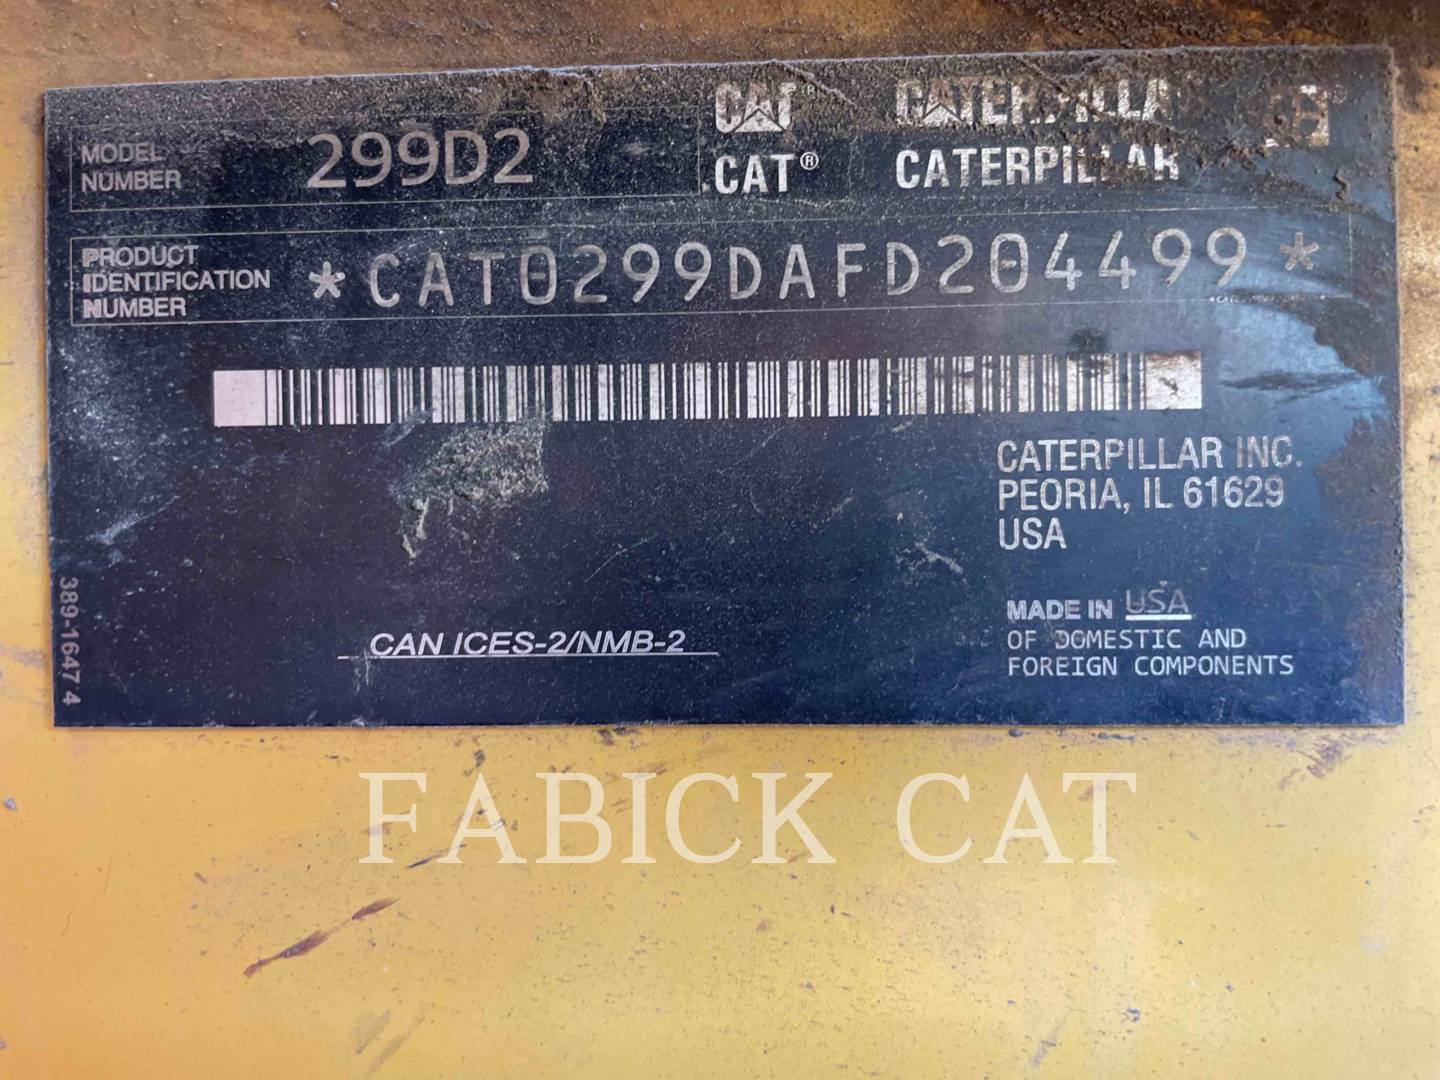 MODEL NUMBER 299D2
CAT® CATERPILLAR
CAT® CATERPILLAR
PRODUCT
IDENTIFICATION
NUMBER
*CAT0299DAFD204499*
CATERPILLAR INC.
PEORIA, IL 61629
USA
MADE IN USA
OF DOMESTIC AND
FOREIGN COMPONENTS
CAN ICES-2/NMB-2
389-1647 4
FABICK CAT